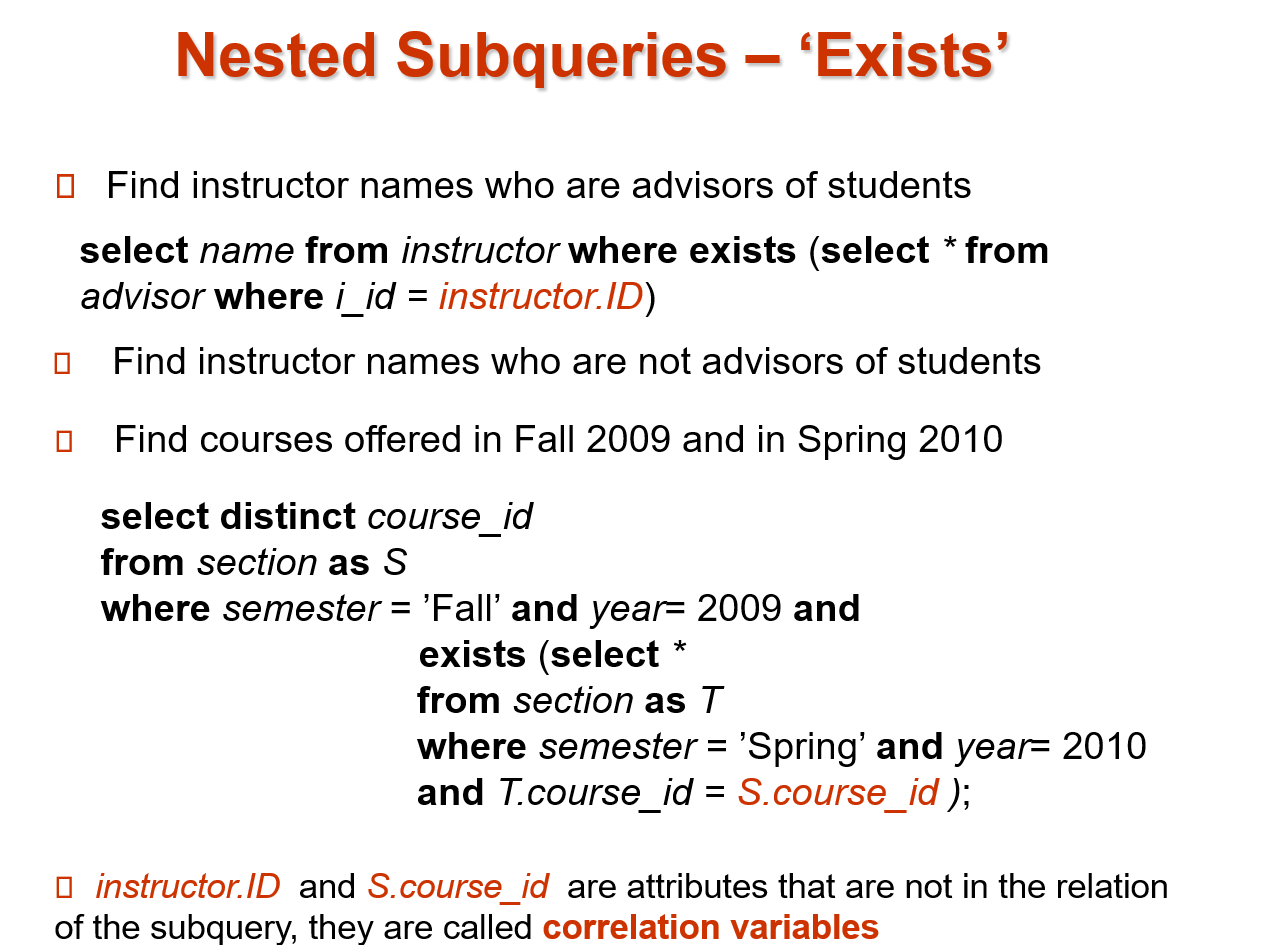 Nested Subqueries – ‘Exists’
Find instructor names who are advisors of students
select name from instructor where exists (select * from
advisor where i_id = instructor.ID)
Find instructor names who are not advisors of students
Find courses offered in Fall 2009 and in Spring 2010
select distinct course_id
from section as S
where semester = ’Fall’ and year= 2009 and
exists (select *
from section as T
where semester = ’Spring’ and year= 2010
and T.course_id = S.course_id );
instructor.ID and S.course_id are attributes that are not in the relation
of the subquery, they are called correlation variables